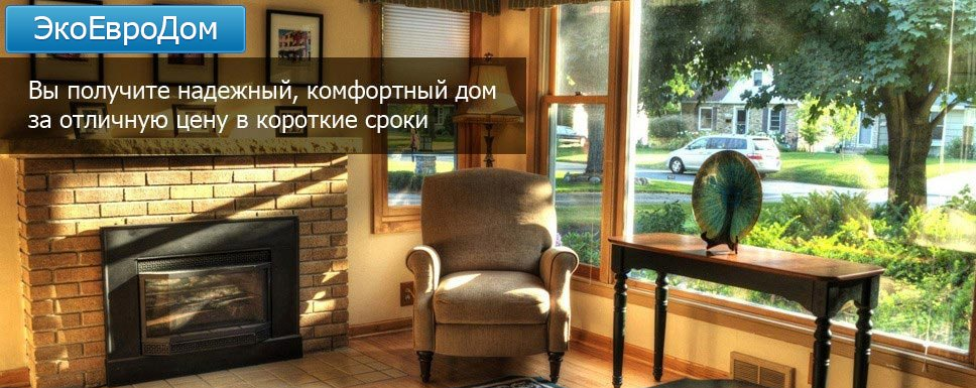 ЭкоЕвроДом
Вы получите надежный, комфортный дом
за отличную цену в короткие сроки